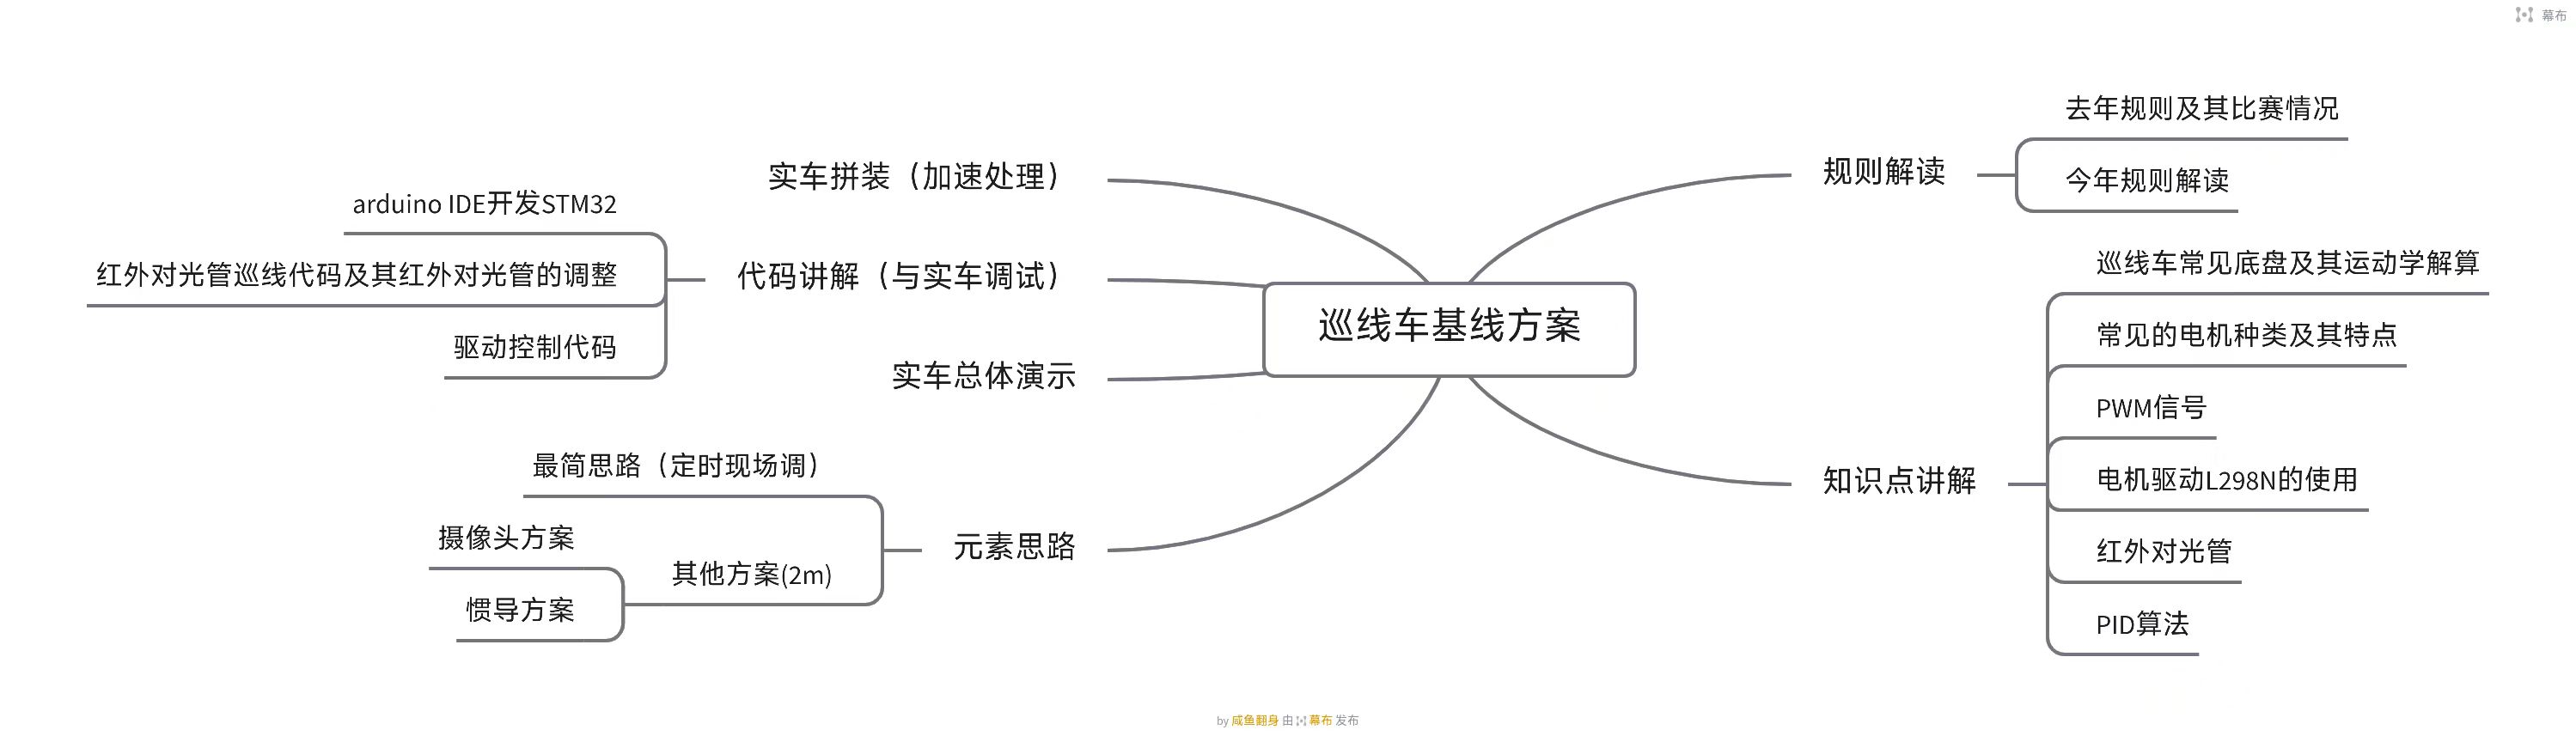 幕布
巡线车基线方案
规则解读
去年规则及其比赛情况
今年规则解读
知识点讲解
巡线车常见底盘及其运动学解算
常见的电机种类及其特点
PWM信号
电机驱动L298N的使用
红外对光管
PID算法
实车拼装（加速处理）
代码讲解（与实车调试）
arduino IDE开发STM32
红外对光管巡线代码及其红外对光管的调整
驱动控制代码
实车总体演示
元素思路
最简思路（定时现场调）
其他方案(2m)
摄像头方案
惯导方案
by 咸鱼翻身 由 幕布 发布